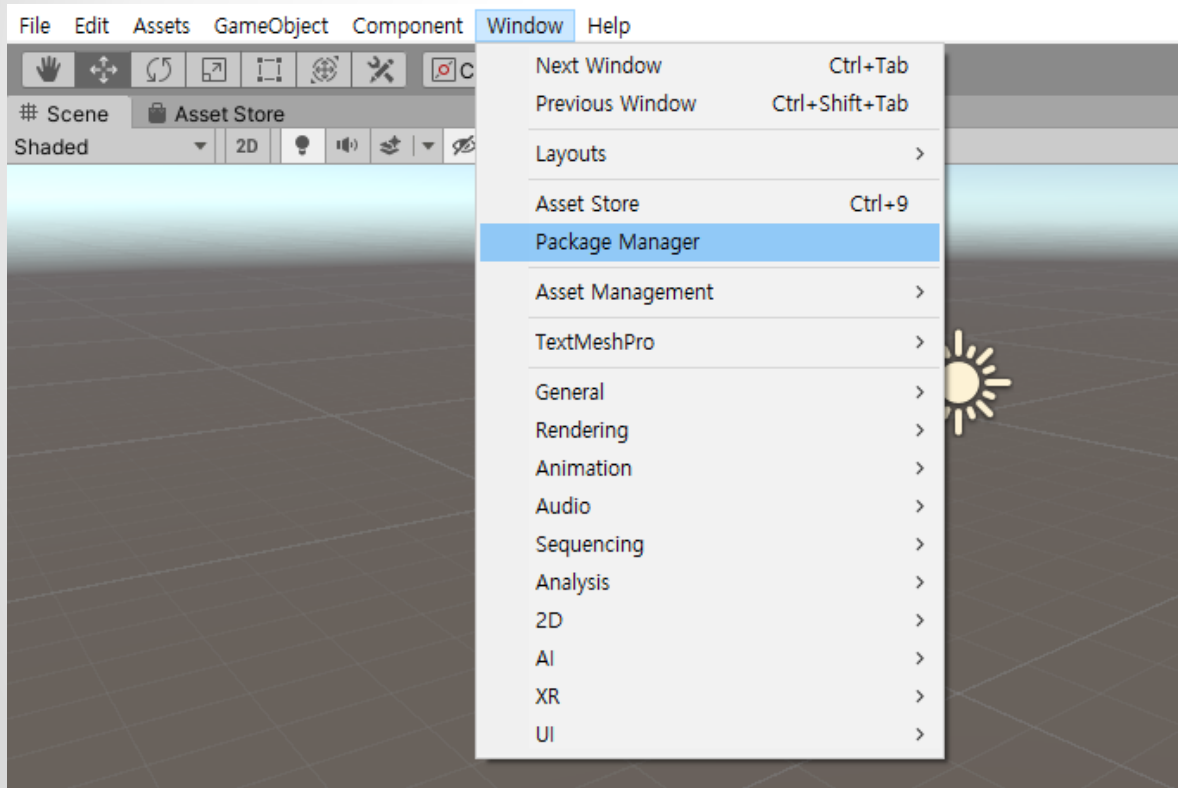 File Edit Assets GameObject Component Window Help
C
# Scene Asset Store
Shaded 2D
Next Window Ctrl+Tab
Previous Window Ctrl+Shift+Tab
Layouts
Asset Store Ctrl+9
Package Manager
Asset Management
TextMeshPro
General
Rendering
Animation
Audio
Sequencing
Analysis
2D
AI
XR
UI